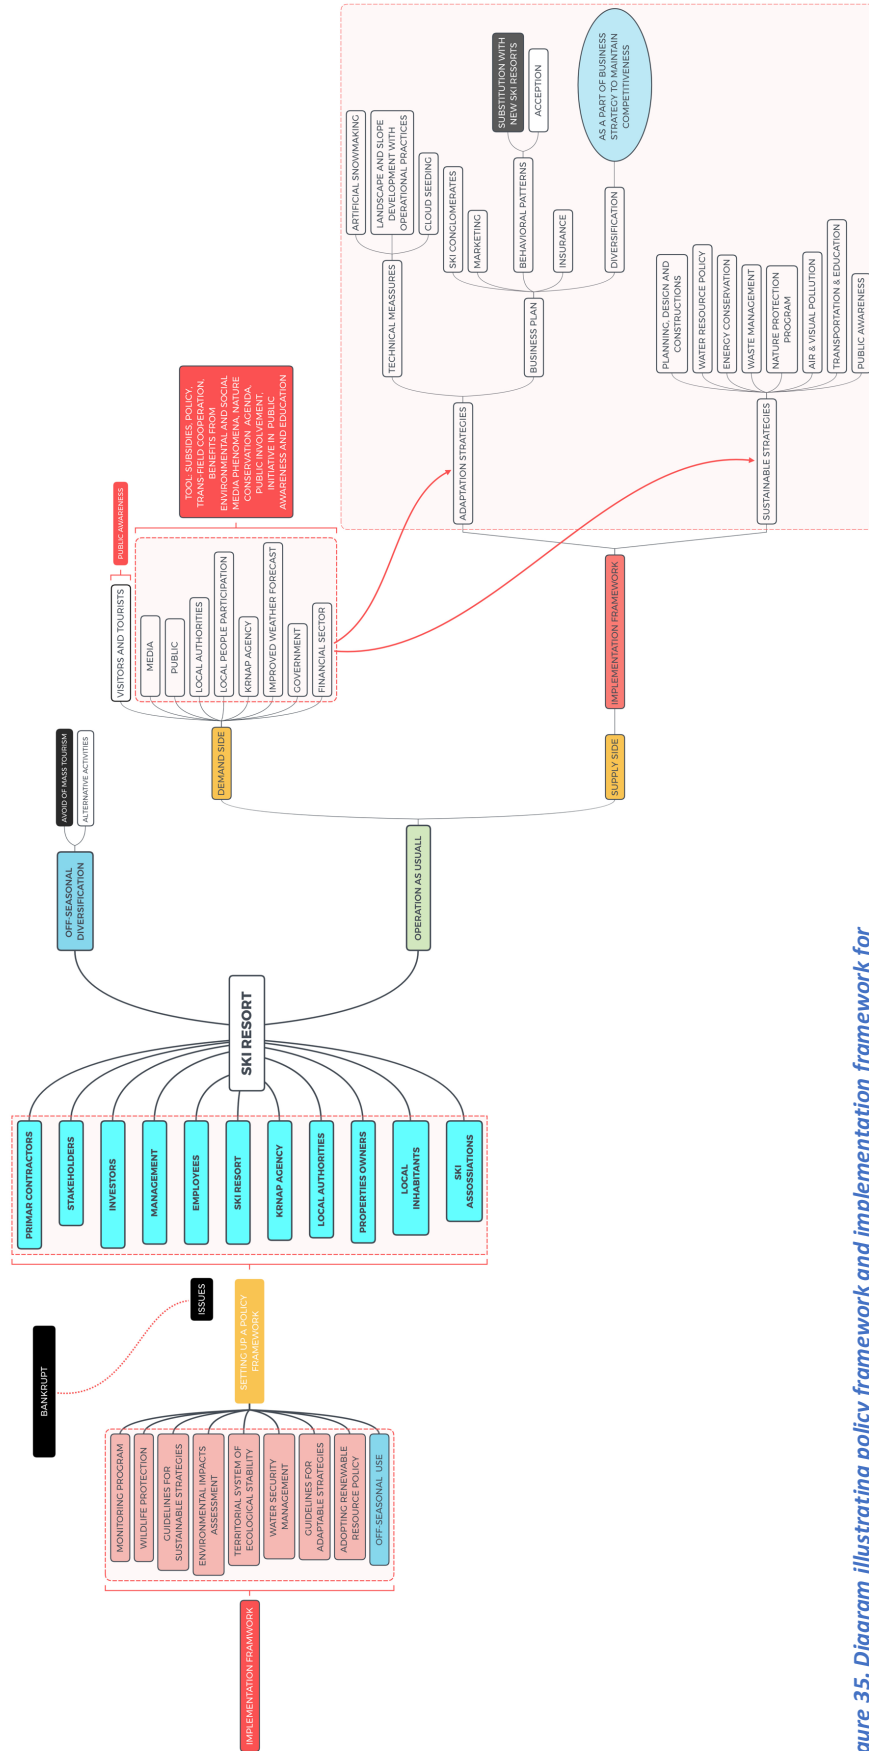 IMPLEMENTATION FRAMWORK
MONITORING PROGRAM
WILDLIFE PROTECTION
GUIDELINES FOR
SUSTAINABLE STRATEGIES
ENVIRONMENTAL IMPACTS
ASSESSMENT
TERRITORIAL SYSTEM OF
ECOLOGICAL STABILITY
WATER SECURITY
MANAGEMENT
GUIDELINES FOR
ADAPTABLE STRATEGIES
ADOPTING RENEWABLE
RESOURCE POLICY
OFF-SEASONAL USE
BANKRUPT
ISSUES
SETTING UP A POLICY
FRAMEWORK
PRIMAR CONTRACTORS
STAKEHOLDERS
INVESTORS
MANAGEMENT
EMPLOYEES
SKI RESORT
KRNAP AGENCY
LOCAL AUTHORITIES
PROPERTIES OWNERS
LOCAL
INHABITANTS
SKI
ASSOSSIATIONS
SKI RESORT
OFF-SEASONAL
DIVERSIFICATION
AVOID OF MASS TOURISM
ALTERNATIVE ACTIVITIES
OPERATION AS USUALL
DEMAND SIDE
VISITORS AND TOURISTS
PUBLIC AWARENESS
MEDIA
PUBLIC
LOCAL AUTHORITIES
LOCAL PEOPLE PARTICIPATION
KRNAP AGENCY
IMPROVED WEATHER FORECAST
GOVERNMENT
FINANCIAL SECTOR
TOOL SUBSIDIES, POLICY,
TRANS-FIELD COOPERATION,
BENEFITS FROM
ENVIRONMENTAL AND SOCIAL
MEDIA PHENOMENA, NATURE
CONSERVATION AGENDA,
PUBLIC INVOLVEMENT,
INITIATIVE IN PUBLIC
AWARENESS AND EDUCATION
SUPPLY SIDE
IMPLEMENTATION FRAMEWORK
ADAPTATION STRATEGIES
TECHNICAL MEASSURES
ARTIFICIAL SNOWMAKING
LANDSCAPE AND SLOPE
DEVELOPMENT WITH
OPERATIONAL PRACTICES
CLOUD SEEDING
BUSINESS PLAN
SKI CONGLOMERATES
MARKETING
BEHAVIORAL PATTERNS
SUBSTITUTION WITH
NEW SKI RESORTS
ACCEPTION
INSURANCE
DIVERSIFICATION
AS A PART OF BUSINESS
STRATEGY TO MAINTAIN
COMPETITIVENESS
SUSTAINABLE STRATEGIES
PLANNING, DESIGN AND
CONSTRUCTIONS
WATER RESOURCE POLICY
ENERGY CONSERVATION
WASTE MANAGEMENT
NATURE PROTECTION
PROGRAM
AIR & VISUAL POLLUTION
TRANSPORTATION & EDUCATION
PUBLIC AWARENESS
35. Diagram illustrating policy framework and implementation framework for